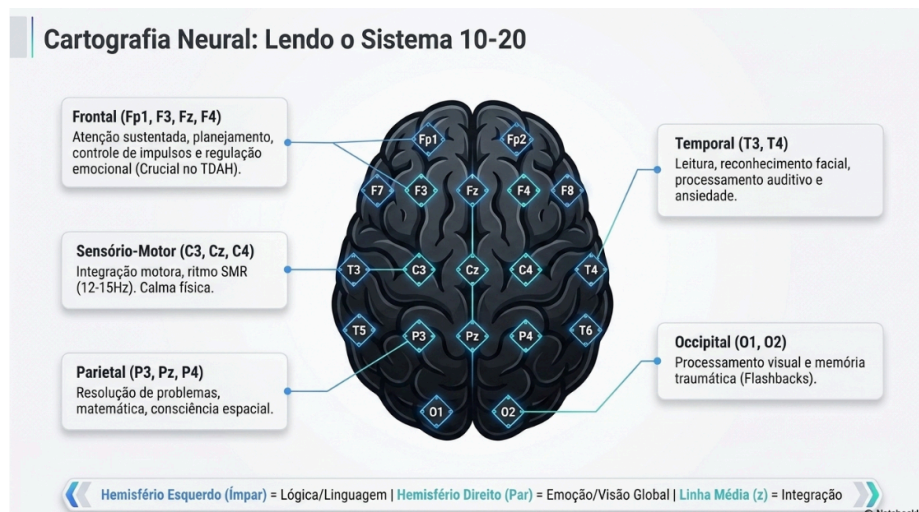 Cartografia Neural: Lendo o Sistema 10-20
Frontal (Fp1, F3, Fz, F4)
Atenção sustentada, planejamento,
controle de impulsos e regulação
emocional (Crucial no TDAH).
Sensório-Motor (C3, Cz, C4)
Integração motora, ritmo SMR
(12-15Hz). Calma física.
Parietal (P3, Pz, P4)
Resolução de problemas,
matemática, consciência espacial.
Fp1 Fp2
F7 F3 Fz F4 F8
T3 C3 Cz C4 T4
T5 P3 Pz P4 T6
O1 O2
Temporal (T3, T4)
Leitura, reconhecimento facial,
processamento auditivo e
ansiedade.
Occipital (O1, O2)
Processamento visual e memória
traumática (Flashbacks).
Hemisfério Esquerdo (Ímpar) = Lógica/Linguagem | Hemisfério Direito (Par) = Emoção/Visão Global | Linha Média (z) = Integração